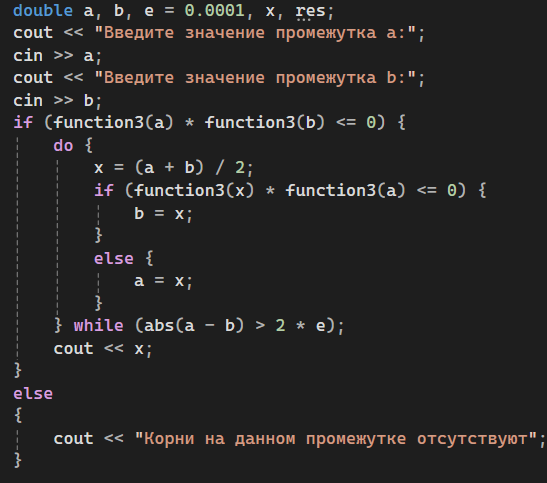 double a, b, e = 0.0001, x, res;
cout << "Введите значение промежутка a:";
cin >> a;
cout << "Введите значение промежутка b:";
cin >> b;
if (function3(a) * function3(b) <= 0) {
do {
x = (a + b) / 2;
if (function3(x) * function3(a) <= 0) {
b = x;
}
else {
a = x;
}
} while (abs(a - b) > 2 * e);
cout << x;
}
else
{
cout << "Корни на данном промежутке отсутствуют";
}